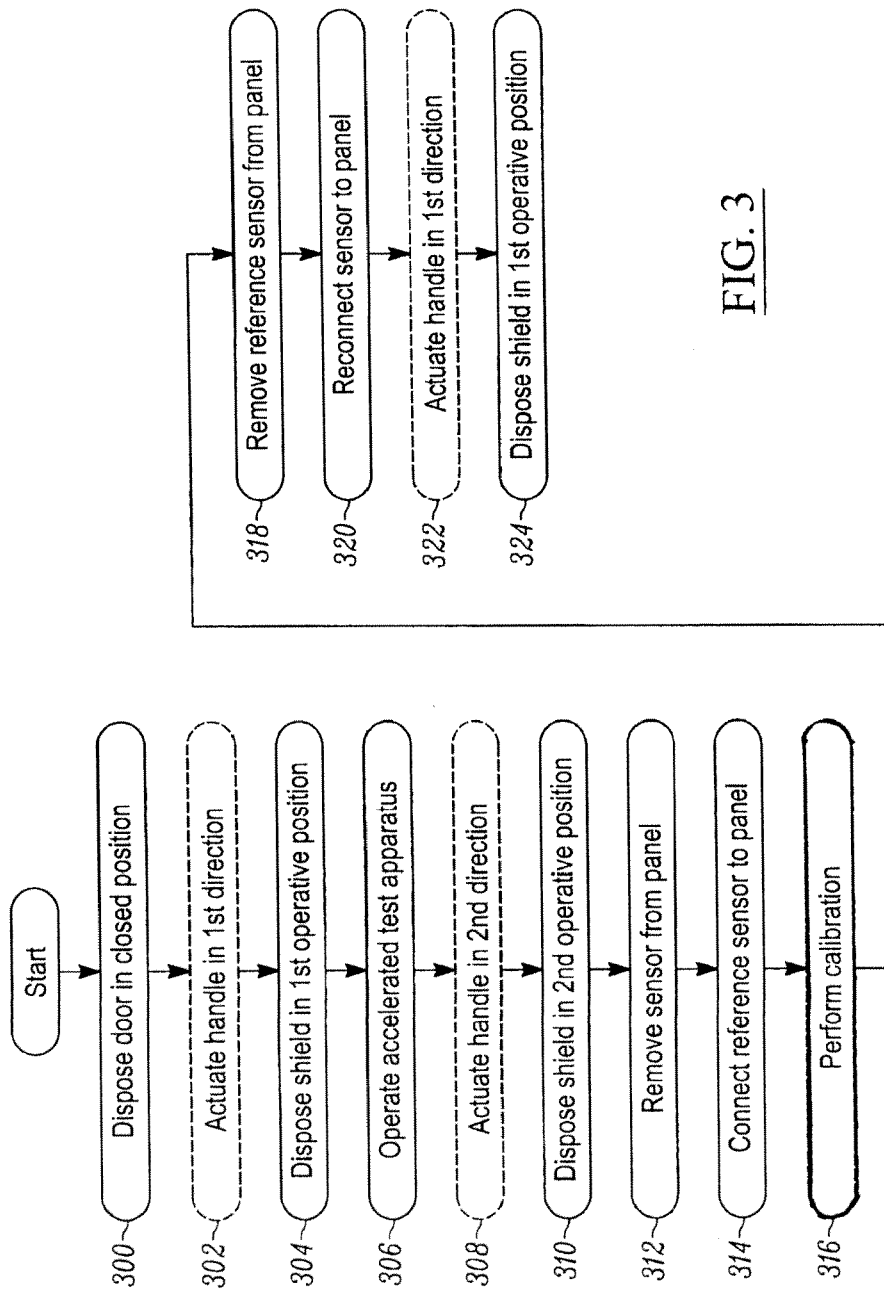 Start
300 Dispose door in closed position
302 Actuate handle in 1st direction
304 Dispose shield in 1st operative position
306 Operate accelerated test apparatus
308 Actuate handle in 2nd direction
310 Dispose shield in 2nd operative position
312 Remove sensor from panel
314 Connect reference sensor to panel
316 Perform calibration
318 Remove reference sensor from panel
320 Reconnect sensor to panel
322 Actuate handle in 1st direction
324 Dispose shield in 1st operative position
FIG. 3